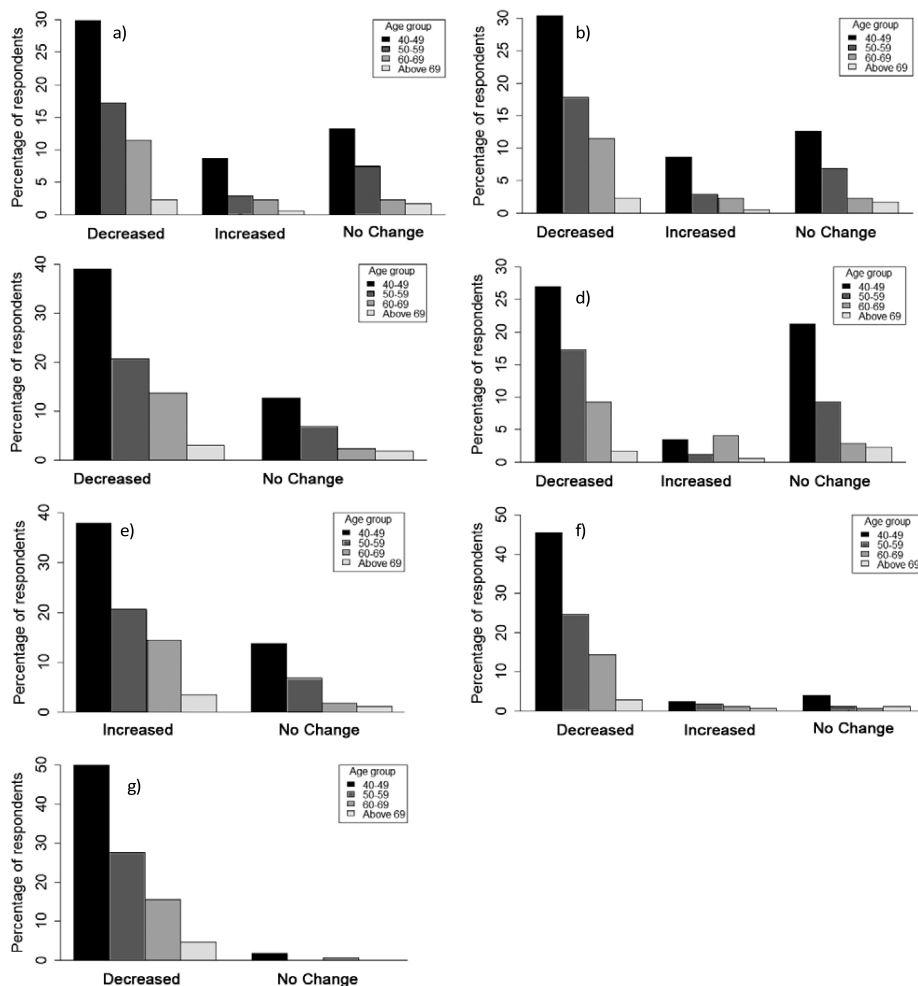 a)
Percentage of respondents
30
25
20
15
10
5
0
Age group
40-49
50-59
60-69
Above 69
Decreased
Increased
No Change
b)
Percentage of respondents
30
25
20
15
10
5
0
Age group
40-49
50-59
60-69
Above 69
Decreased
Increased
No Change
Percentage of respondents
40
30
20
10
0
Age group
40-49
50-59
60-69
Above 69
Decreased
No Change
d)
Percentage of respondents
30
25
20
15
10
5
0
Age group
40-49
50-59
60-69
Above 69
Decreased
Increased
No Change
e)
Percentage of respondents
40
30
20
10
0
Age group
40-49
50-59
60-69
Above 69
Increased
No Change
f)
Percentage of respondents
50
40
30
20
10
0
Age group
40-49
50-59
60-69
Above 69
Decreased
Increased
No Change
g)
Percentage of respondents
50
40
30
20
10
0
Age group
40-49
50-59
60-69
Above 69
Decreased
No Change